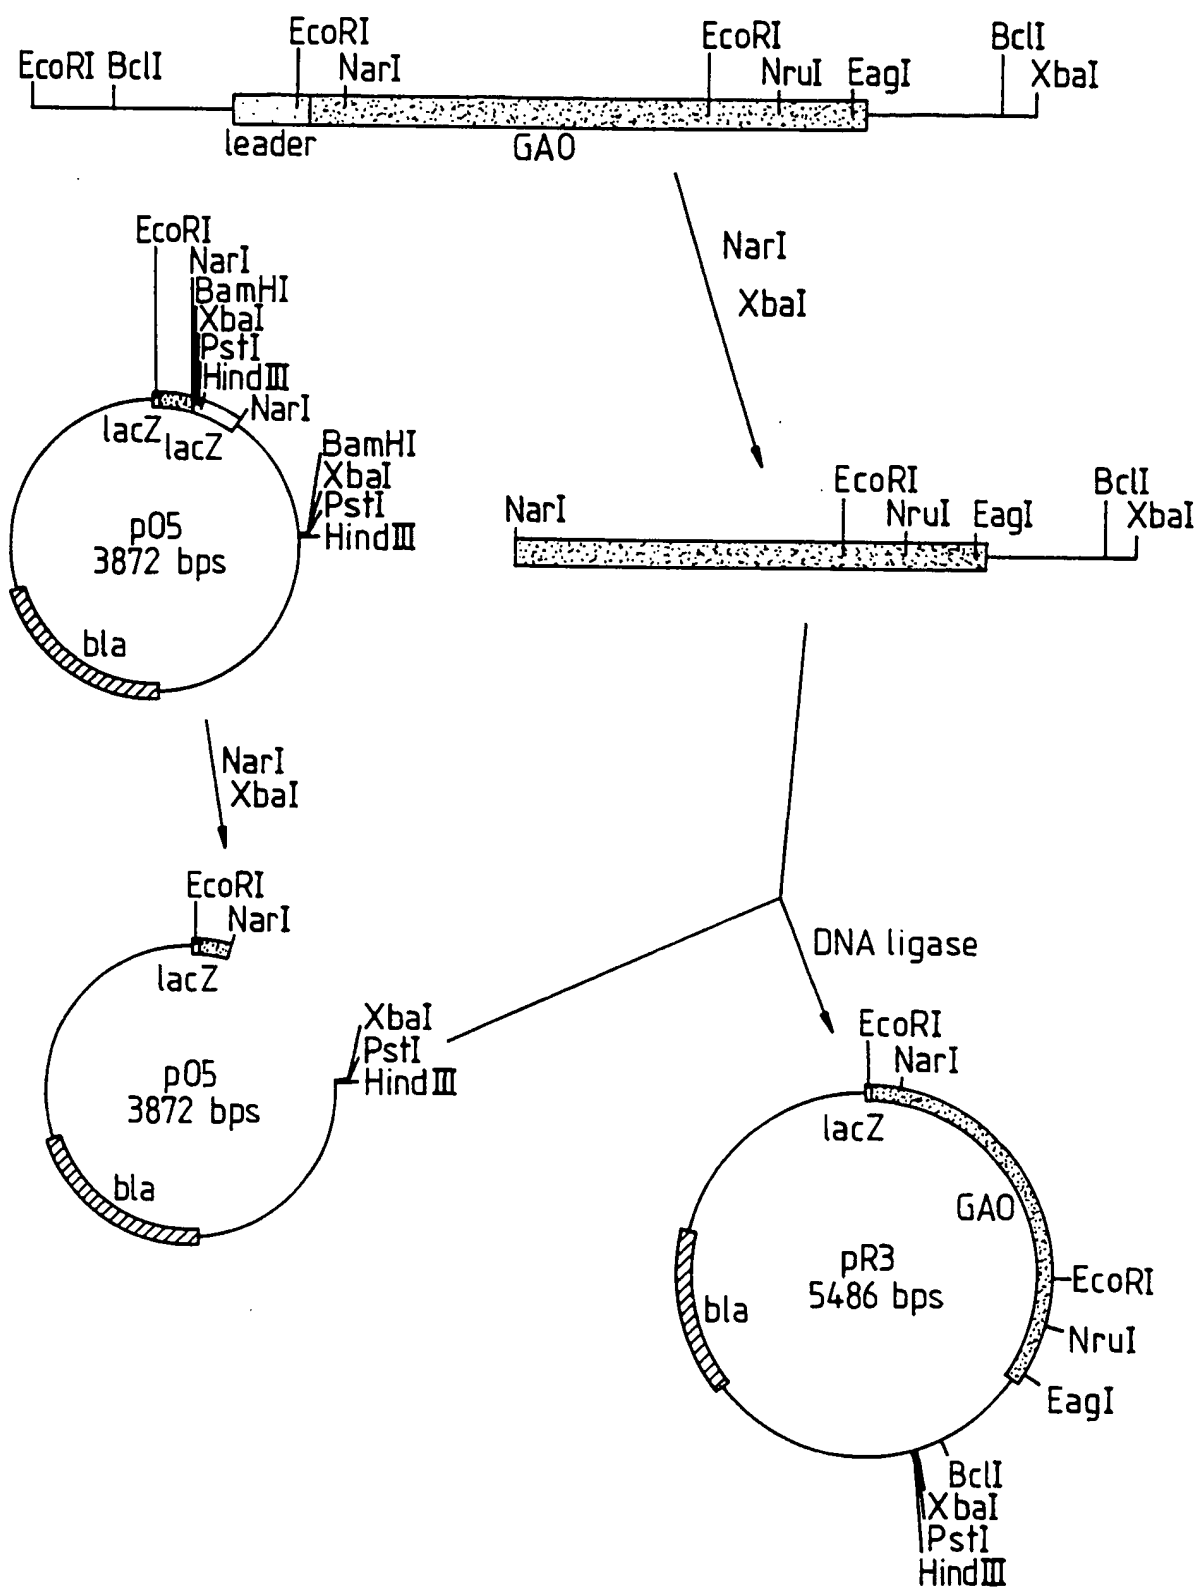 EcoRI BclI
EcoRI
NarI
EcoRI
NruI EagI
BclI
XbaI
leader
GAO
NarI
XbaI
EcoRI
NarI
BamHI
XbaI
PstI
HindIII
NarI
lacZ
lacZ
BamHI
XbaI
PstI
HindIII
pO5
3872 bps
bla
NarI
EcoRI
NruI EagI
BclI
XbaI
NarI
XbaI
EcoRI
NarI
lacZ
XbaI
PstI
HindIII
pO5
3872 bps
bla
DNA ligase
EcoRI
NarI
lacZ
GAO
pR3
5486 bps
bla
EcoRI
NruI
EagI
BclI
XbaI
PstI
HindIII